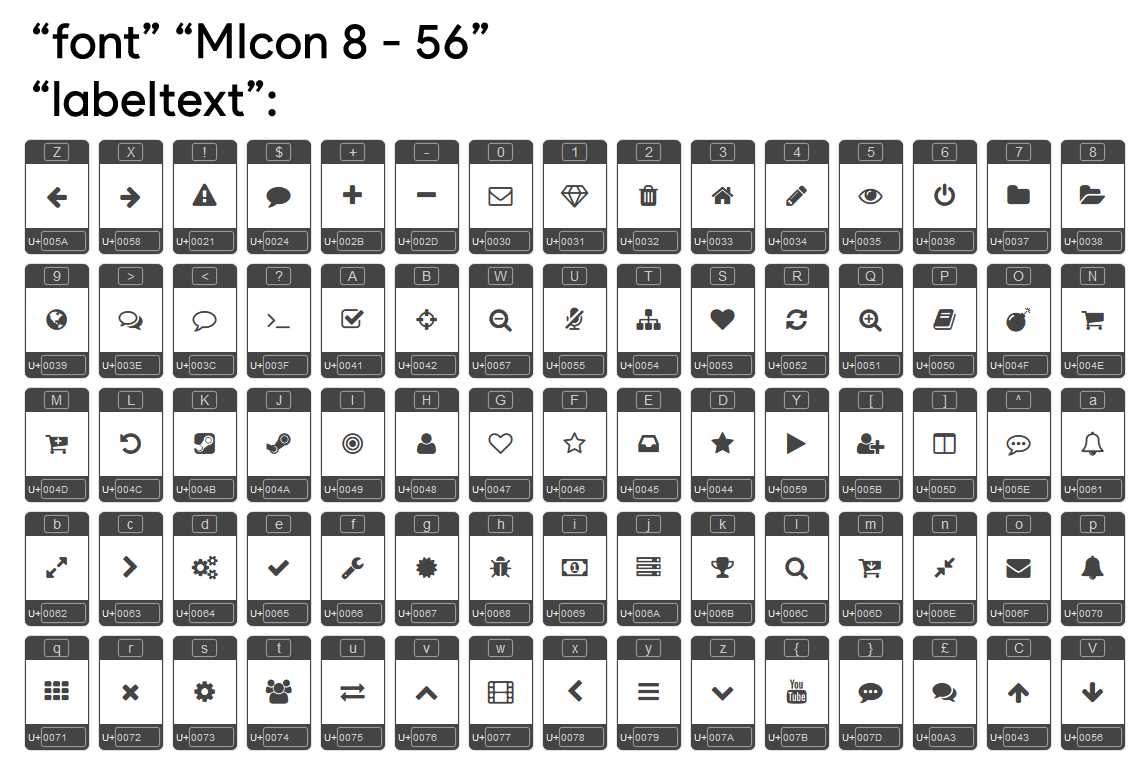 “font” “MIcon 8 - 56”
“labeltext”:
Z X ! $ + - 0 1 2 3 4 5 6 7 8
U+005A U+0058 U+0021 U+0024 U+002B U+002D U+0030 U+0031 U+0032 U+0033 U+0034 U+0035 U+0036 U+0037 U+0038
9 > < ? A B W U T S R Q P O N
U+0039 U+003E U+003C U+003F U+0041 U+0042 U+0057 U+0055 U+0054 U+0053 U+0052 U+0051 U+0050 U+004F U+004E
M L K J I H G F E D Y [ ] ^ a
U+004D U+004C U+004B U+004A U+0049 U+0048 U+0047 U+0046 U+0045 U+0044 U+0059 U+005B U+005D U+005E U+0061
b c d e f g h i j k l m n o p
U+0062 U+0063 U+0064 U+0065 U+0066 U+0067 U+0068 U+0069 U+006A U+006B U+006C U+006D U+006E U+006F U+0070
q r s t u v w x y z { } £ C V
You
Tube
U+0071 U+0072 U+0073 U+0074 U+0075 U+0076 U+0077 U+0078 U+0079 U+007A U+007B U+007D U+00A3 U+0043 U+0056